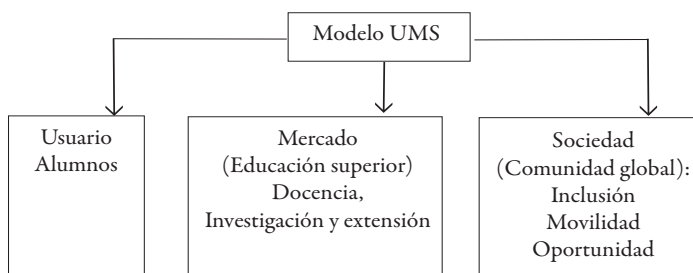 Modelo UMS
Usuario
Alumnos
Mercado
(Educación superior)
Docencia,
Investigación y extensión
Sociedad
(Comunidad global):
Inclusión
Movilidad
Oportunidad